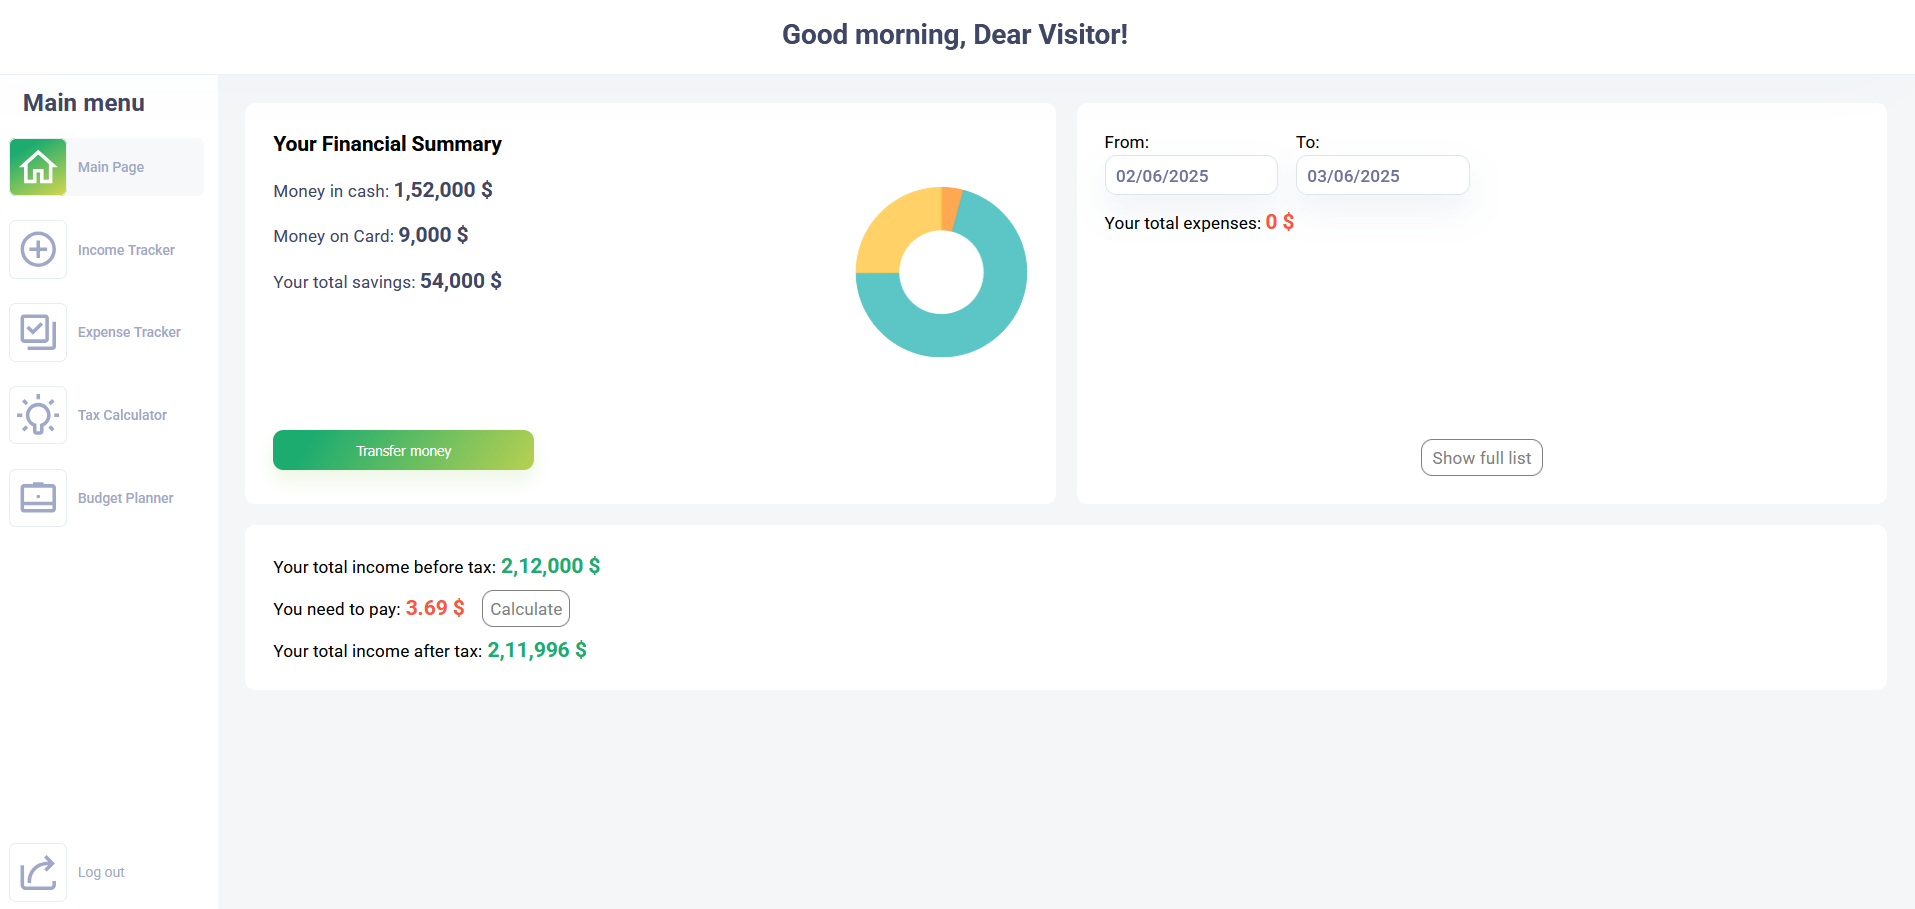 Good morning, Dear Visitor!
Main menu
Main Page
Income Tracker
Expense Tracker
Tax Calculator
Budget Planner
Log out
Your Financial Summary
Money in cash: 1,52,000 $
Money on Card: 9,000 $
Your total savings: 54,000 $
Transfer money
From: To:
02/06/2025 03/06/2025
Your total expenses: 0 $
Show full list
Your total income before tax: 2,12,000 $
You need to pay: 3.69 $ Calculate
Your total income after tax: 2,11,996 $